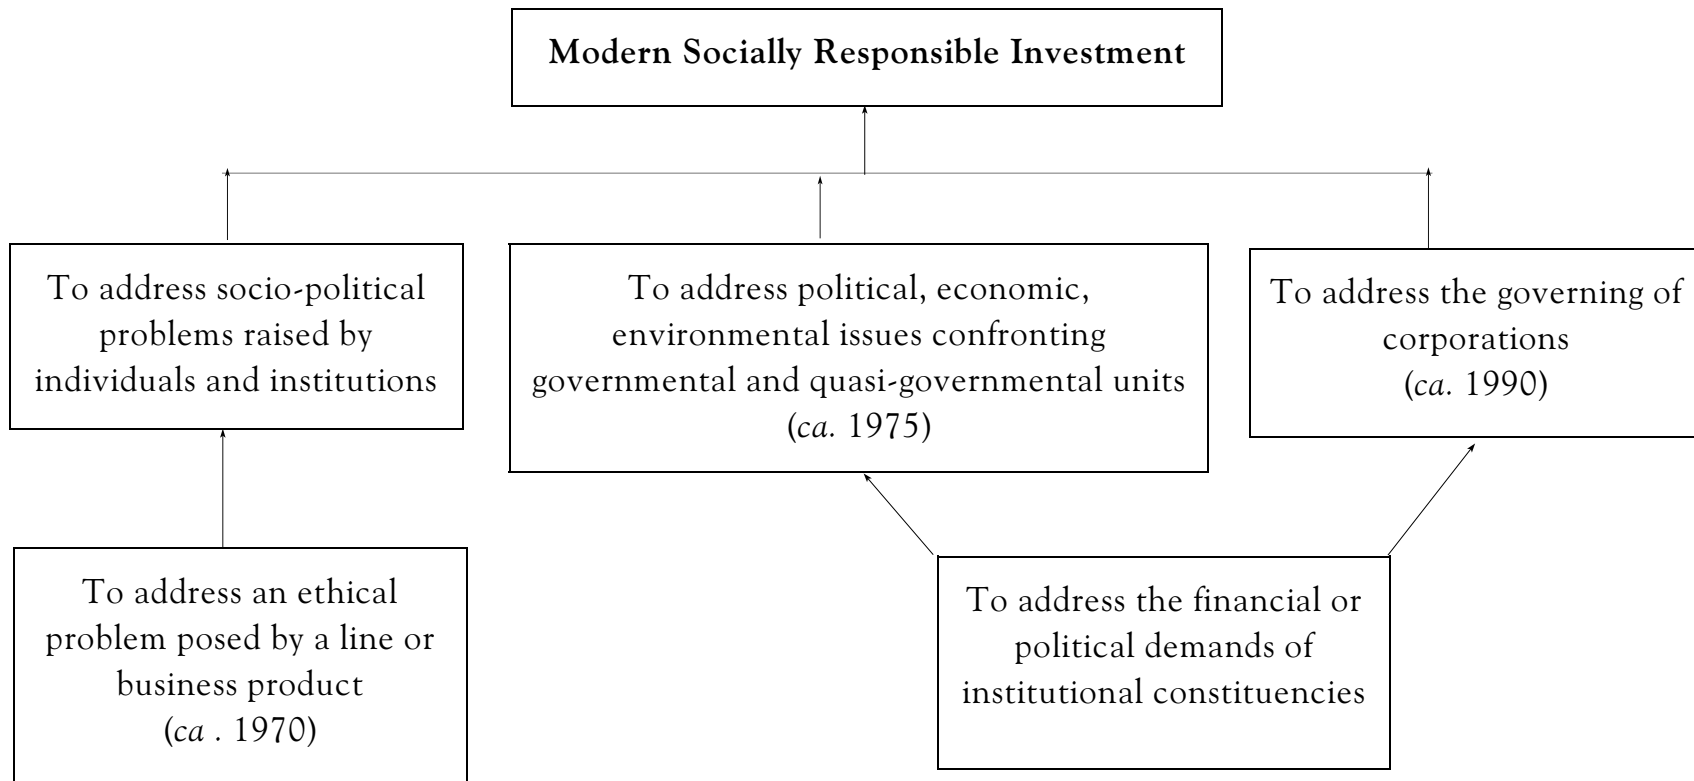 Modern Socially Responsible Investment
To address socio-political
problems raised by
individuals and institutions
To address political, economic,
environmental issues confronting
governmental and quasi-governmental units
(ca. 1975)
To address the governing of
corporations
(ca. 1990)
To address an ethical
problem posed by a line or
business product
(ca . 1970)
To address the financial or
political demands of
institutional constituencies